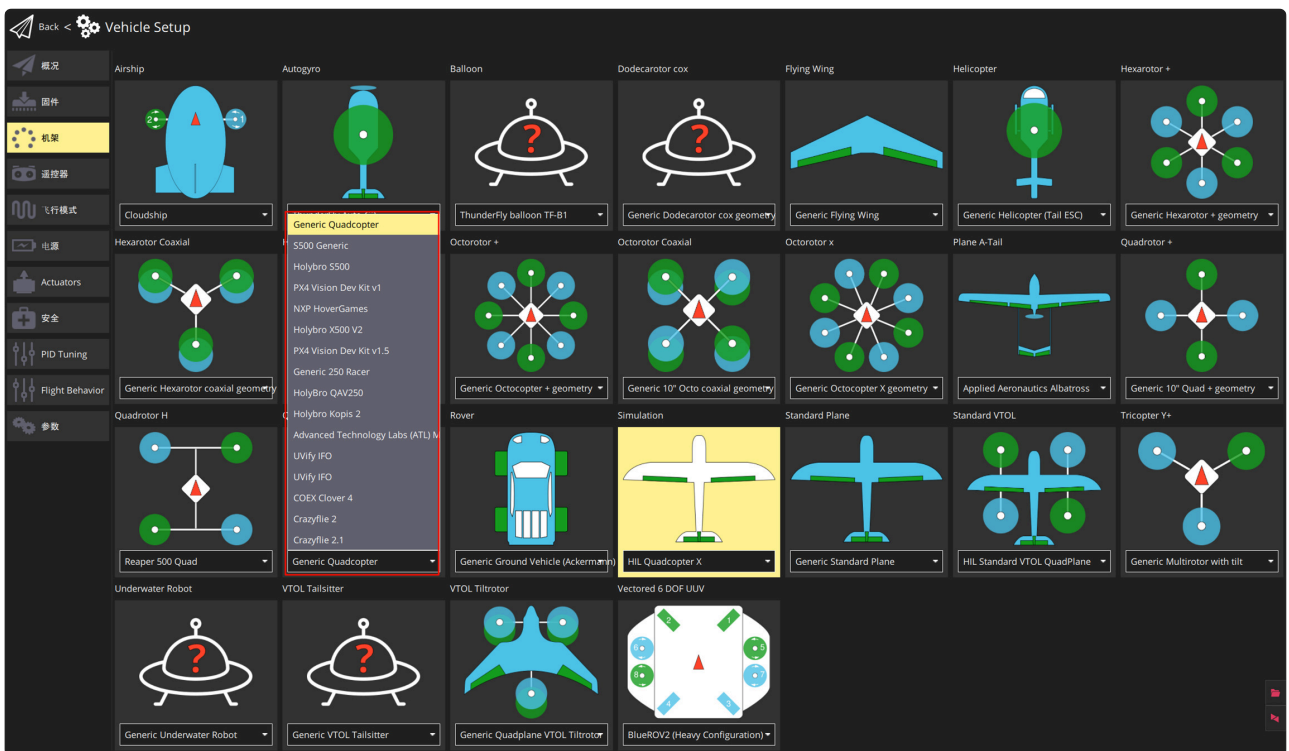 Back < Vehicle Setup
概况
固件
机架
遥控器
飞行模式
电源
Actuators
安全
PID Tuning
Flight Behavior
参数
Airship
Autogyro
Balloon
Dodecarotor cox
Flying Wing
Helicopter
Hexarotor +
2
1
?
?
Cloudship
ThunderFly balloon TF-B1
Generic Dodecarotor cox geometry
Generic Flying Wing
Generic Helicopter (Tail ESC)
Generic Hexarotor + geometry
Hexarotor Coaxial
Octorotor +
Octorotor Coaxial
Octorotor x
Plane A-Tail
Quadrotor +
Generic Hexarotor coaxial geometry
Generic Octocopter + geometry
Generic 10" Octo coaxial geometry
Generic Octocopter X geometry
Applied Aeronautics Albatross
Generic 10" Quad + geometry
Generic Quadcopter
S500 Generic
Holybro S500
PX4 Vision Dev Kit v1
NXP HoverGames
Holybro X500 V2
PX4 Vision Dev Kit v1.5
Generic 250 Racer
HolyBro QAV250
Holybro Kopis 2
Advanced Technology Labs (ATL) M
UVify IFO
UVify IFO
COEX Clover 4
Crazyflie 2
Crazyflie 2.1
Quadrotor H
Rover
Simulation
Standard Plane
Standard VTOL
Tricopter Y+
Reaper 500 Quad
Generic Quadcopter
Generic Ground Vehicle (Ackermann)
HIL Quadcopter X
Generic Standard Plane
HIL Standard VTOL QuadPlane
Generic Multirotor with tilt
Underwater Robot
VTOL Tailsitter
VTOL Tiltrotor
Vectored 6 DOF UUV
?
?
2
1
6
5
8
7
4
3
Generic Underwater Robot
Generic VTOL Tailsitter
Generic Quadplane VTOL Tiltrotor
BlueROV2 (Heavy Configuration)